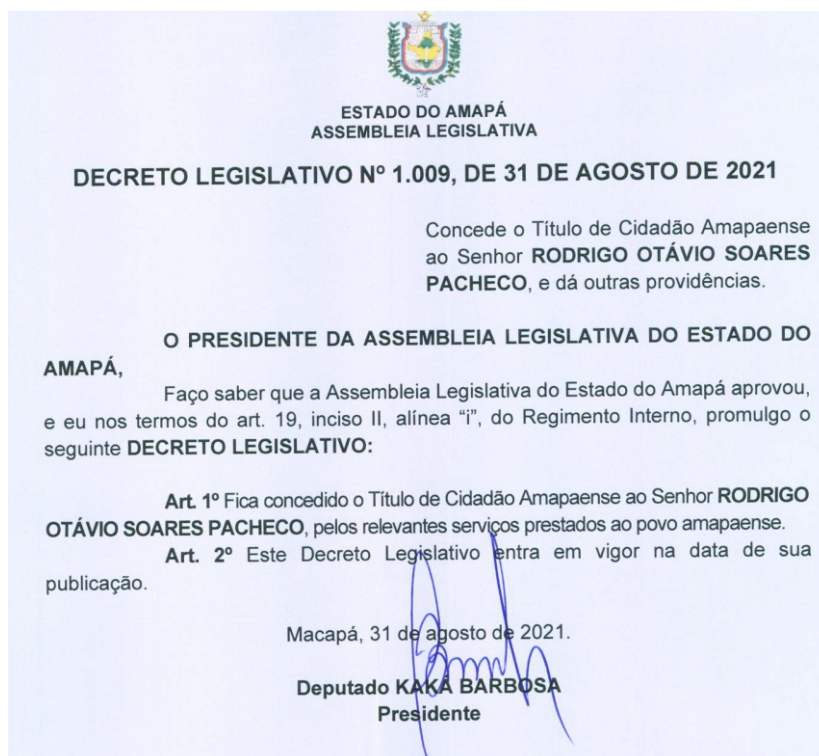 ESTADO DO AMAPÁ
ASSEMBLEIA LEGISLATIVA
DECRETO LEGISLATIVO Nº 1.009, DE 31 DE AGOSTO DE 2021
Concede o Título de Cidadão Amapaense
ao Senhor RODRIGO OTÁVIO SOARES
PACHECO, e dá outras providências.
O PRESIDENTE DA ASSEMBLEIA LEGISLATIVA DO ESTADO DO
AMAPÁ,
Faço saber que a Assembleia Legislativa do Estado do Amapá aprovou,
e eu nos termos do art. 19, inciso II, alínea “i”, do Regimento Interno, promulgo o
seguinte DECRETO LEGISLATIVO:
Art. 1º Fica concedido o Título de Cidadão Amapaense ao Senhor RODRIGO
OTÁVIO SOARES PACHECO, pelos relevantes serviços prestados ao povo amapaense.
Art. 2º Este Decreto Legislativo entra em vigor na data de sua
publicação.
Macapá, 31 de agosto de 2021.
Deputado KAKÁ BARBOSA
Presidente